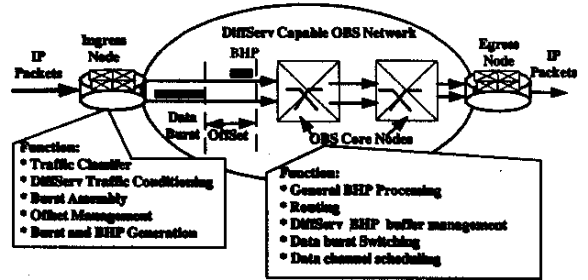 DiffServ Capable OBS Network
Ingress
Node
BHP
Egress
Node
IP
Packets
IP
Packets
Data
Burst
OffSet
OBS Core Nodes
Function:
* Traffic Classifer
* DiffServ Traffic Conditioning
* Burst Assembly
* Offset Management
* Burst and BHP Generation
Function:
* General BHP Processing
* Routing
* DiffServ BHP buffer management
* Data burst Switching
* Data channel scheduling